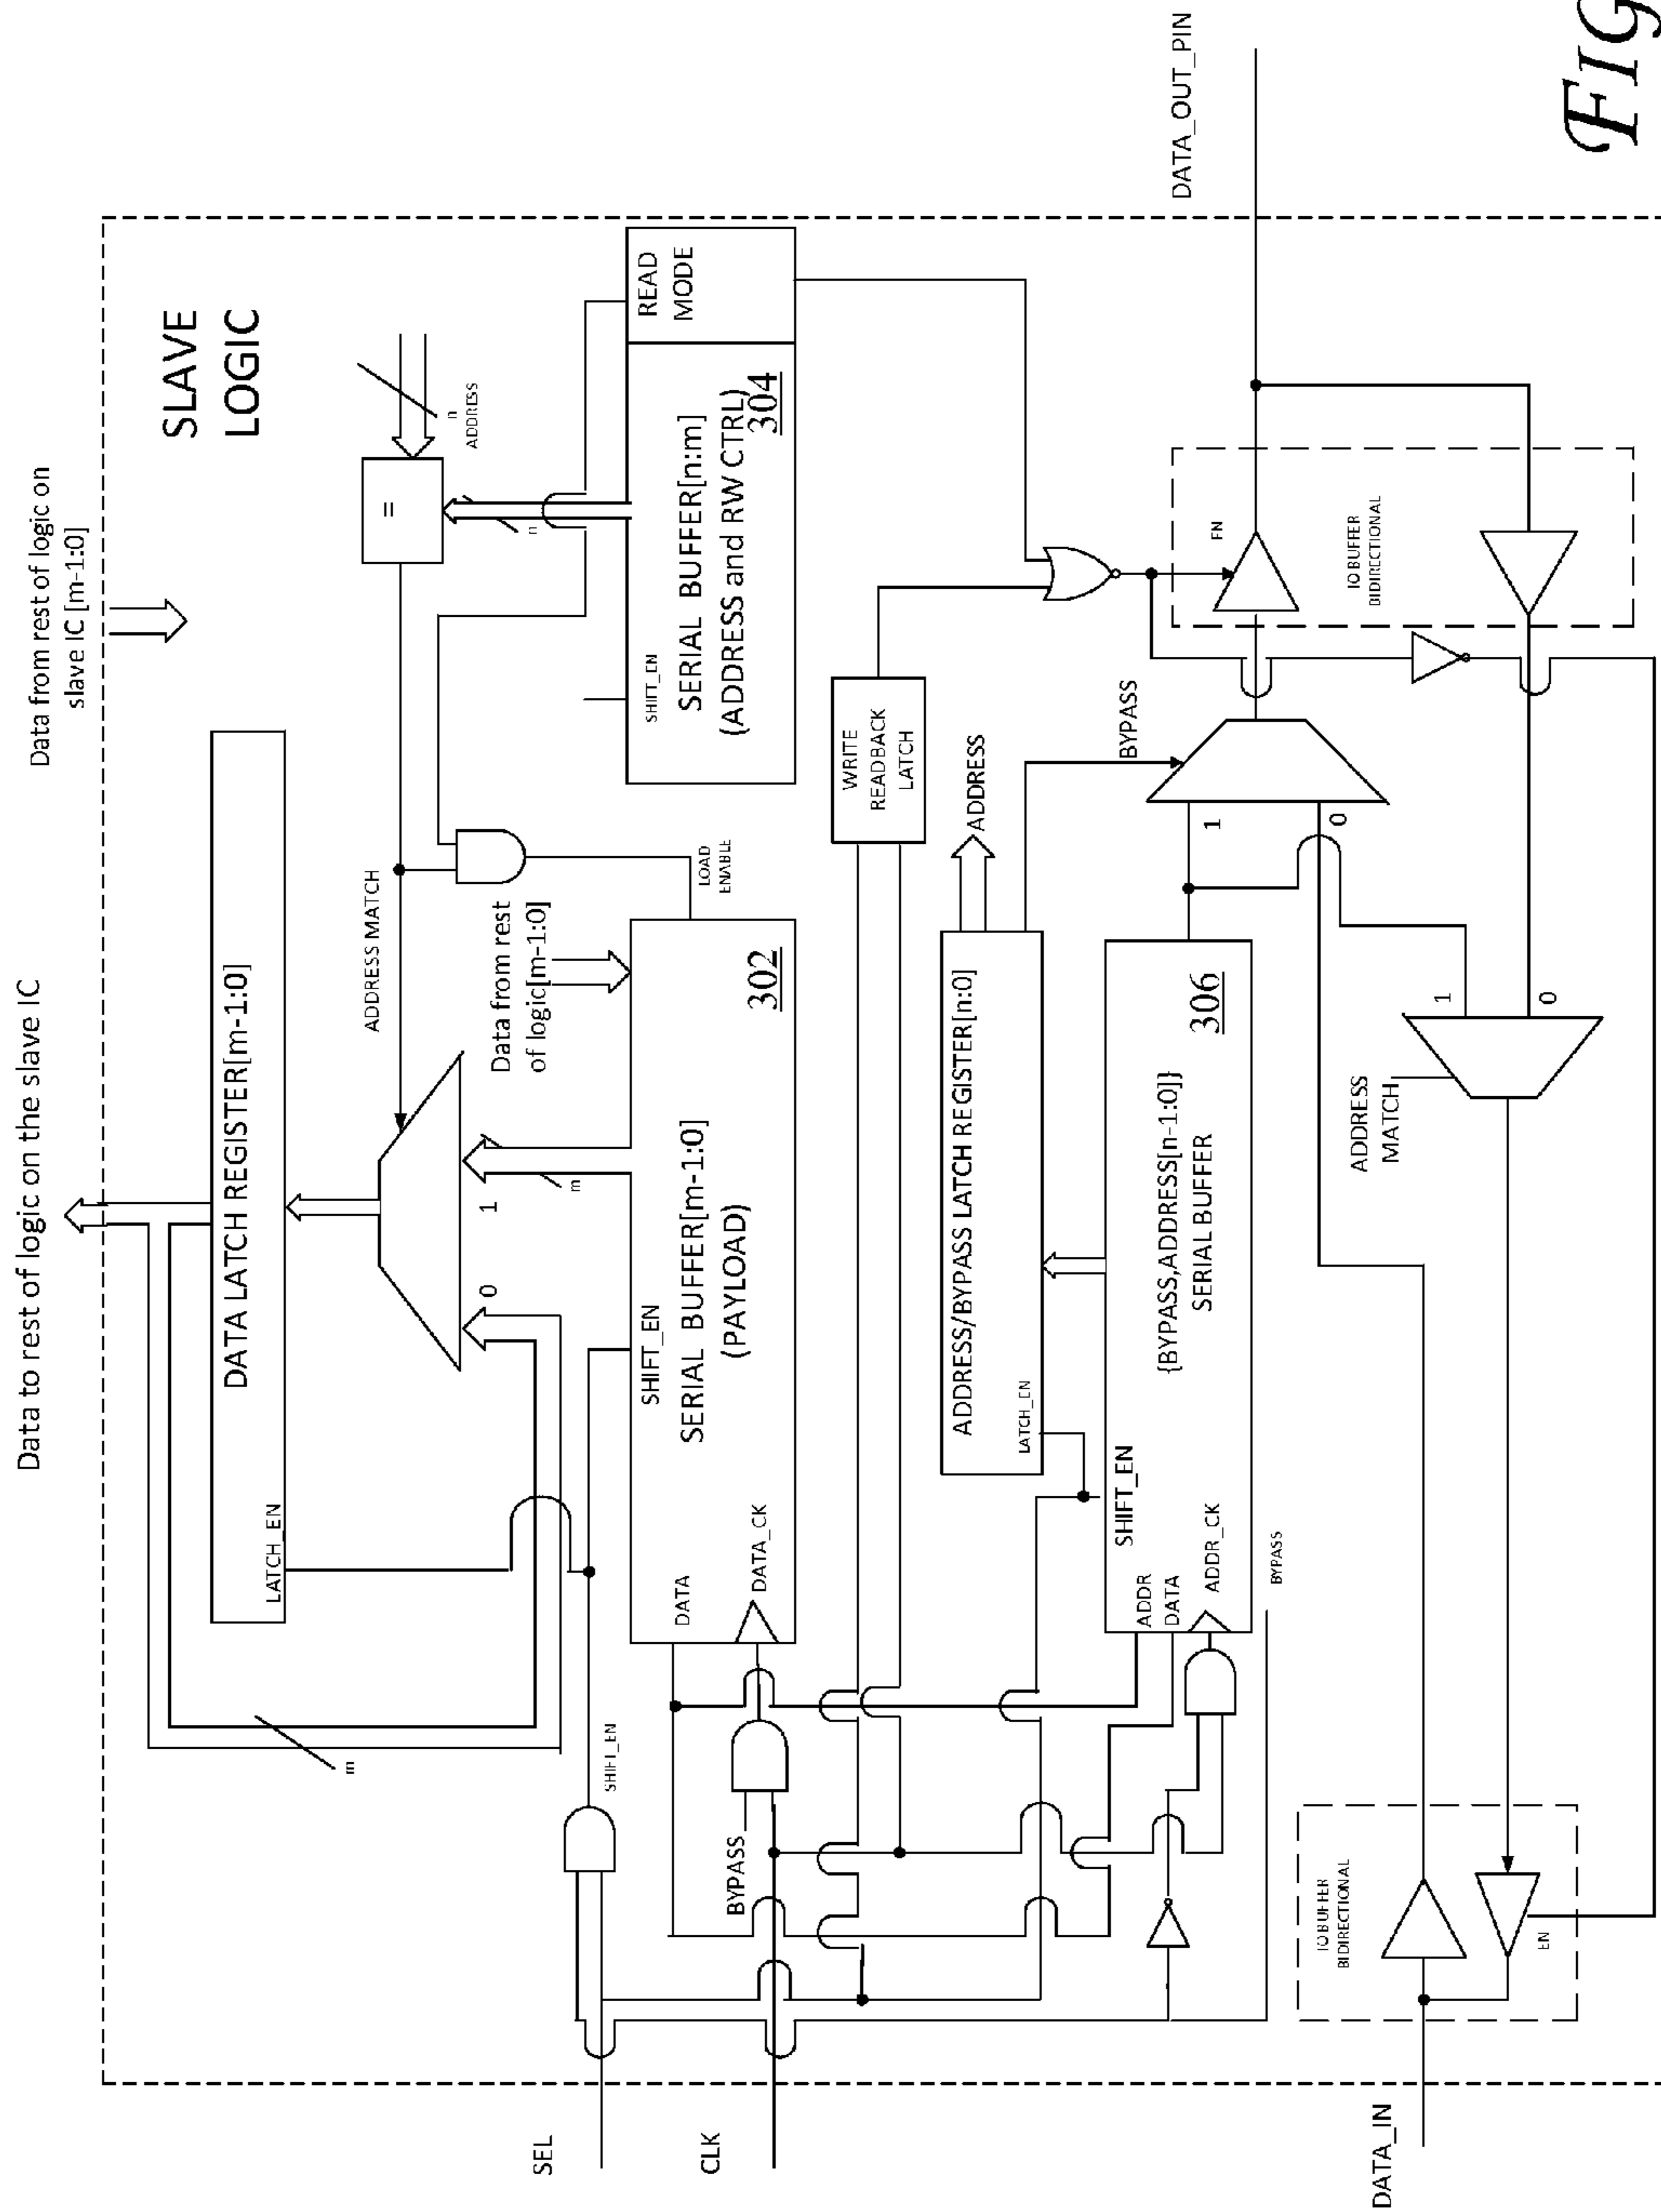 Data to rest of logic on the slave IC
Data from rest of logic on
slave IC [m-1:0]
SLAVE
LOGIC
DATA LATCH REGISTER[m-1:0]
LATCH_EN
m
0
1
m
ADDRESS MATCH
=
n
ADDRESS
n
Data from rest
of logic[m-1:0]
LOAD
ENABLE
SEL
SHIFT_EN
SHIFT_EN
SERIAL BUFFER[m-1:0]
(PAYLOAD)
302
DATA
DATA_CK
SHIFT_EN
SERIAL BUFFER[n:m]
(ADDRESS and RW CTRL)
304
READ
MODE
CLK
BYPASS
WRITE
READBACK
LATCH
ADDRESS/BYPASS LATCH REGISTER[n:0]
LATCH_EN
ADDRESS
BYPASS
SHIFT_EN
ADDR
DATA
ADDR_CK
{BYPASS,ADDRESS[n-1:0]}
SERIAL BUFFER
306
BYPASS
1
0
DATA_OUT_PIN
IO BUFFER
BIDIRECTIONAL
ADDRESS
MATCH
1
0
DATA_IN
IO BUFFER
BIDIRECTIONAL
EN
FIG